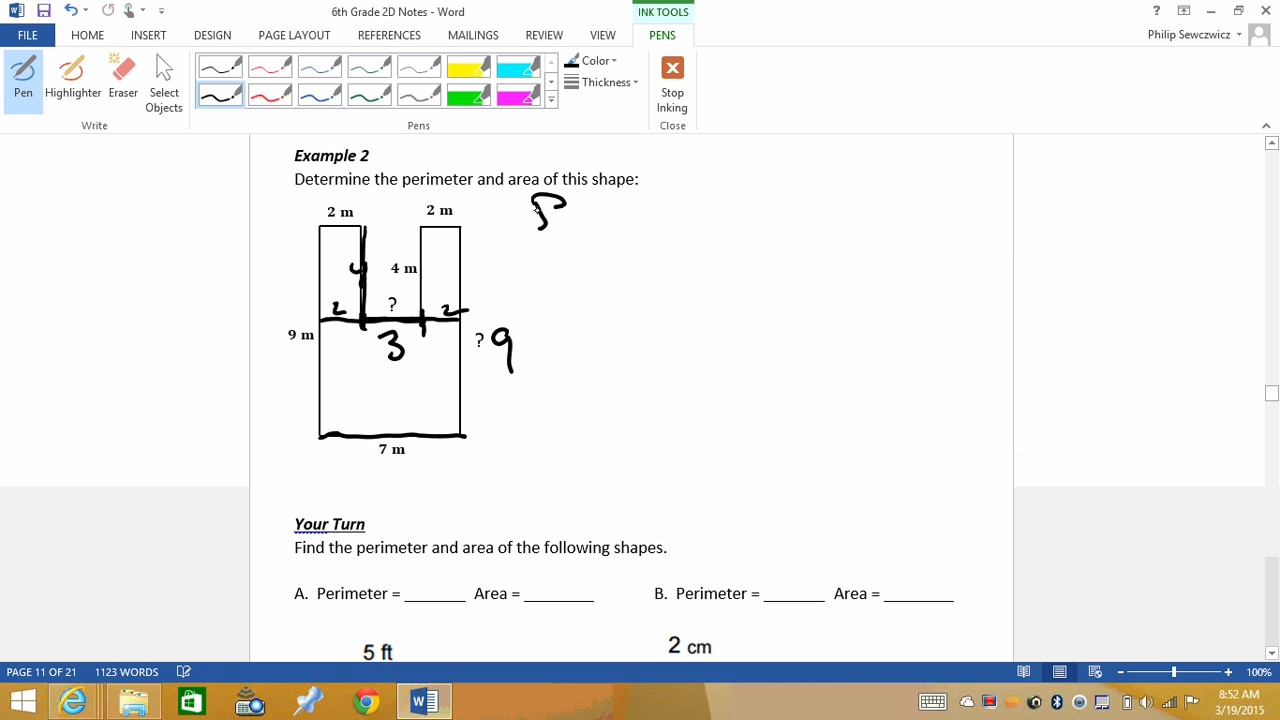 6th Grade 2D Notes - Word
INK TOOLS
?
FILE
HOME
INSERT
DESIGN
PAGE LAYOUT
REFERENCES
MAILINGS
REVIEW
VIEW
PENS
Philip Sewczwicz
Pen
Highlighter
Eraser
Select Objects
Color
Thickness
Stop Inking
Write
Pens
Close
Example 2
Determine the perimeter and area of this shape:
2 m
2 m
4
4 m
2
?
2
9 m
3
? 9
7 m
Your Turn
Find the perimeter and area of the following shapes.
A. Perimeter = _______ Area = ________
B. Perimeter = _______ Area = ________
5 ft
2 cm
PAGE 11 OF 21
1123 WORDS
100%
8:52 AM
3/19/2015